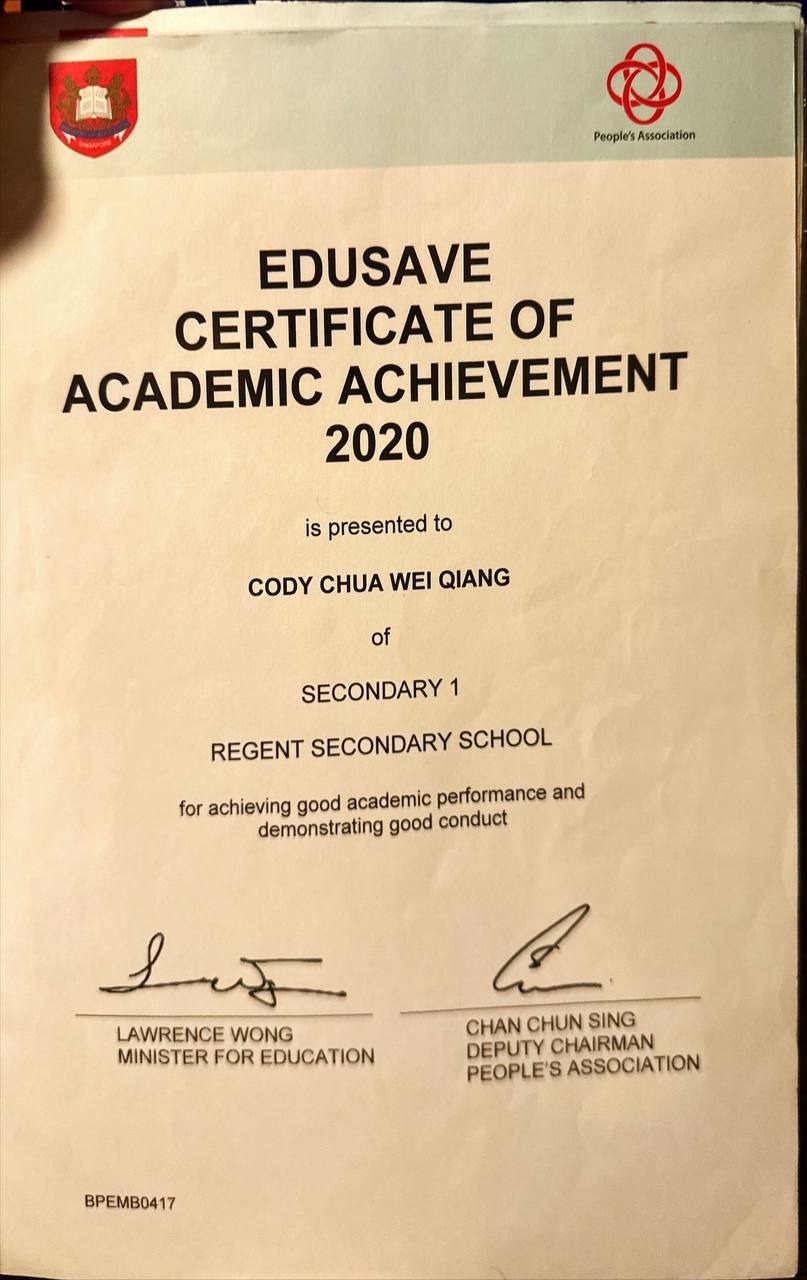 SINGAPORE
People's Association
EDUSAVE
CERTIFICATE OF
ACADEMIC ACHIEVEMENT
2020
is presented to
CODY CHUA WEI QIANG
of
SECONDARY 1
REGENT SECONDARY SCHOOL
for achieving good academic performance and
demonstrating good conduct
LAWRENCE WONG
MINISTER FOR EDUCATION
CHAN CHUN SING
DEPUTY CHAIRMAN
PEOPLE'S ASSOCIATION
BPEMB0417